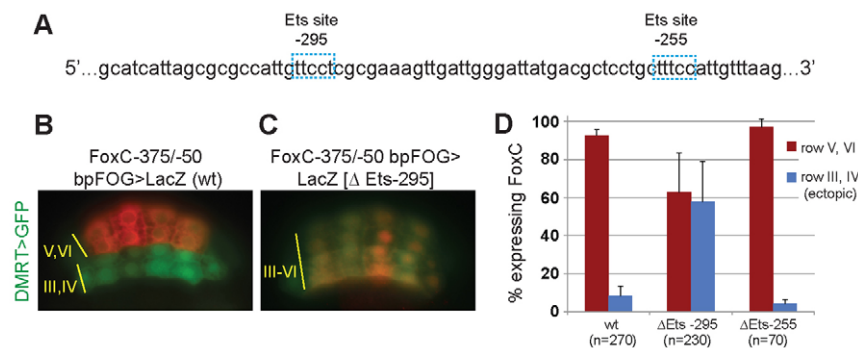 A
Ets site
-295
Ets site
-255
5'...gcatcattagcgcgccattgttcctcgcgaaagttgattgggattatgacgctcctgctttccattgtttaag...3'
B
FoxC-375/-50
bpFOG>LacZ (wt)
DMRT>GFP
V,VI
III,IV
C
FoxC-375/-50 bpFOG>
LacZ [Δ Ets-295]
III-VI
D
% expressing FoxC
100
80
60
40
20
0
row V, VI
row III, IV
(ectopic)
wt
(n=270)
ΔEts -295
(n=230)
ΔEts-255
(n=70)